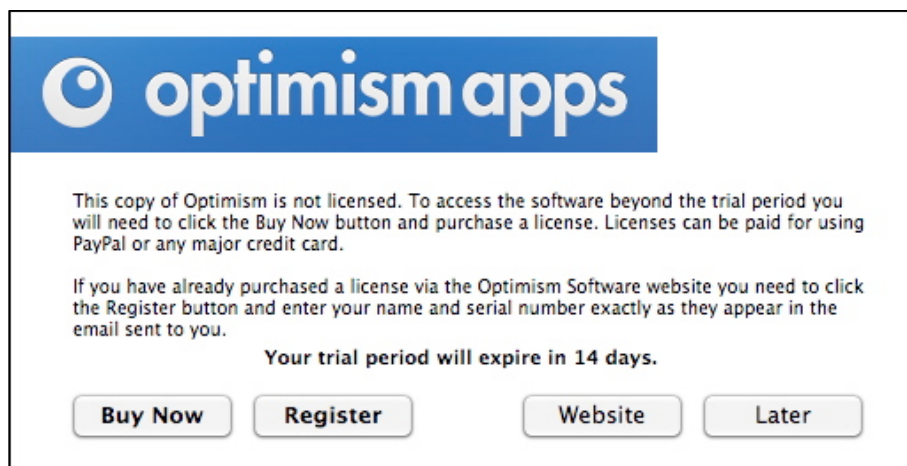 optimism apps
This copy of Optimism is not licensed. To access the software beyond the trial period you
will need to click the Buy Now button and purchase a license. Licenses can be paid for using
PayPal or any major credit card.
If you have already purchased a license via the Optimism Software website you need to click
the Register button and enter your name and serial number exactly as they appear in the
email sent to you.
Your trial period will expire in 14 days.
Buy Now Register Website Later